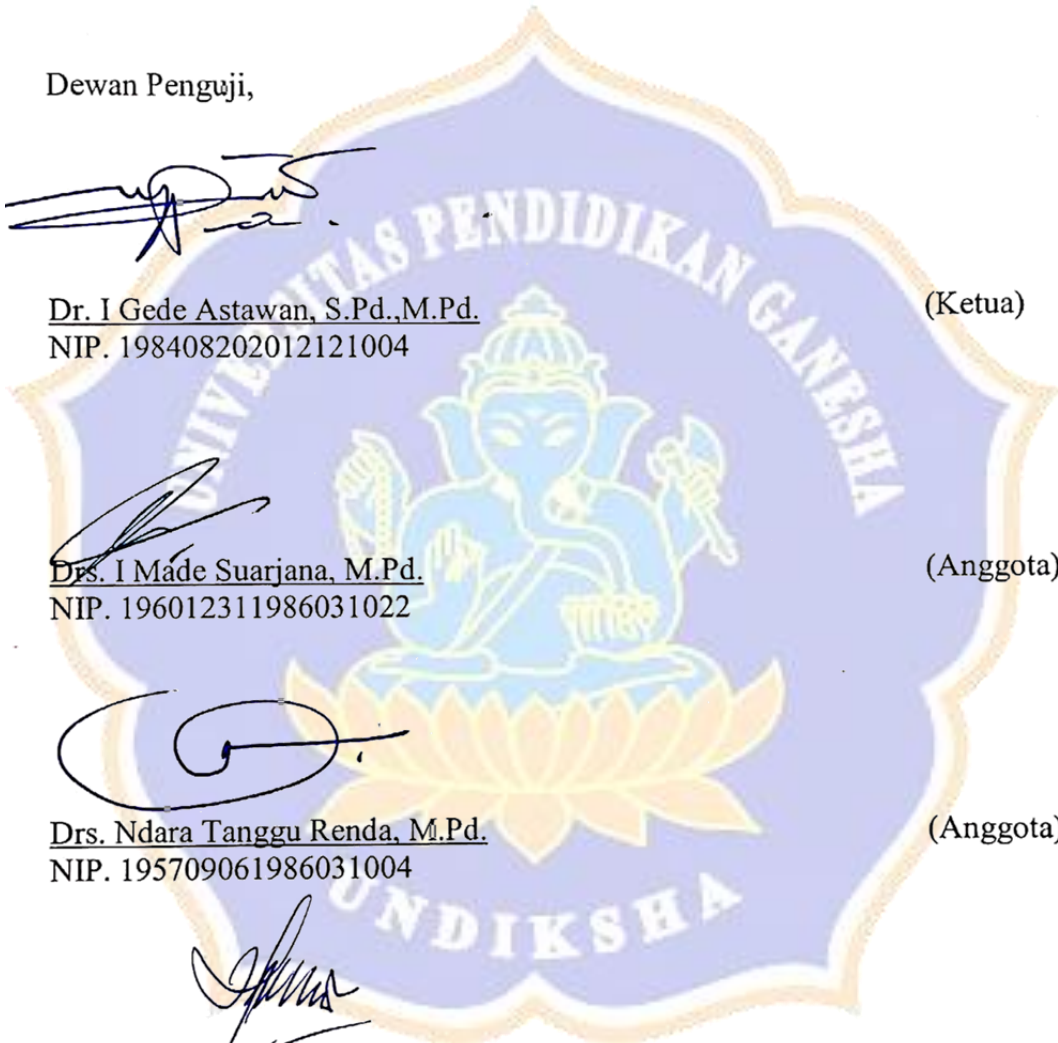 Dewan Penguji,
UNIVERSITAS PENDIDIKAN GANESHA
Dr. I Gede Astawan, S.Pd.,M.Pd. (Ketua)
NIP. 198408202012121004
Drs. I Made Suarjana, M.Pd. (Anggota)
NIP. 196012311986031022
Drs. Ndara Tanggu Renda, M.Pd. (Anggota)
NIP. 195709061986031004
UNDIKSHA